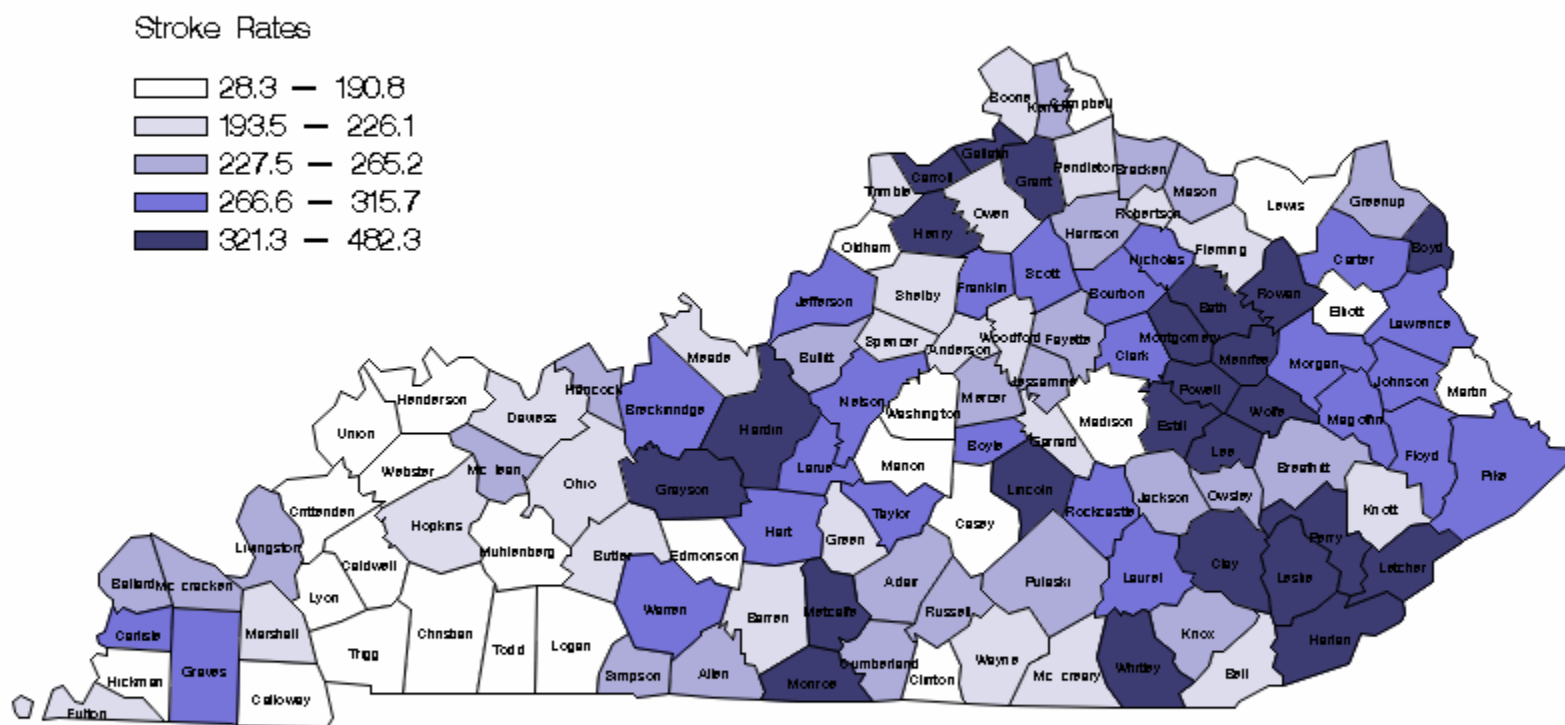 Stroke Rates
28.3 — 190.8
193.5 — 226.1
227.5 — 265.2
266.6 — 315.7
321.3 — 482.3
Boone
Kenton
Campbell
Gallatin
Carroll
Grant
Pendleton
Bracken
Mason
Trimble
Owen
Robertson
Lewis
Greenup
Henry
Harrison
Fleming
Oldham
Boyd
Nicholas
Carter
Scott
Franklin
Shelby
Jefferson
Bourbon
Bath
Rowan
Elliott
Lawrence
Spencer
Woodford
Fayette
Anderson
Montgomery
Meade
Bullitt
Clark
Menifee
Morgan
Johnson
Martin
Jessamine
Powell
Hancock
Henderson
Daviess
Breckinridge
Nelson
Mercer
Washington
Madison
Wolfe
Magoffin
Union
Hardin
Estill
Garrard
Boyle
Lee
Floyd
Marion
Larue
Breathitt
Pike
Webster
Mc lean
Ohio
Grayson
Lincoln
Jackson
Owsley
Knott
Crittenden
Hopkins
Taylor
Rockcastle
Casey
Hart
Green
Perry
Livingston
Muhlenberg
Butler
Edmonson
Caldwell
Clay
Letcher
Ballard
Mc cracken
Adair
Pulaski
Laurel
Leslie
Lyon
Warren
Barren
Metcalfe
Russell
Carlisle
Marshall
Christian
Todd
Logan
Knox
Harlan
Trigg
Graves
Simpson
Allen
Monroe
Cumberland
Clinton
Wayne
Mc creary
Whitley
Bell
Hickman
Calloway
Fulton